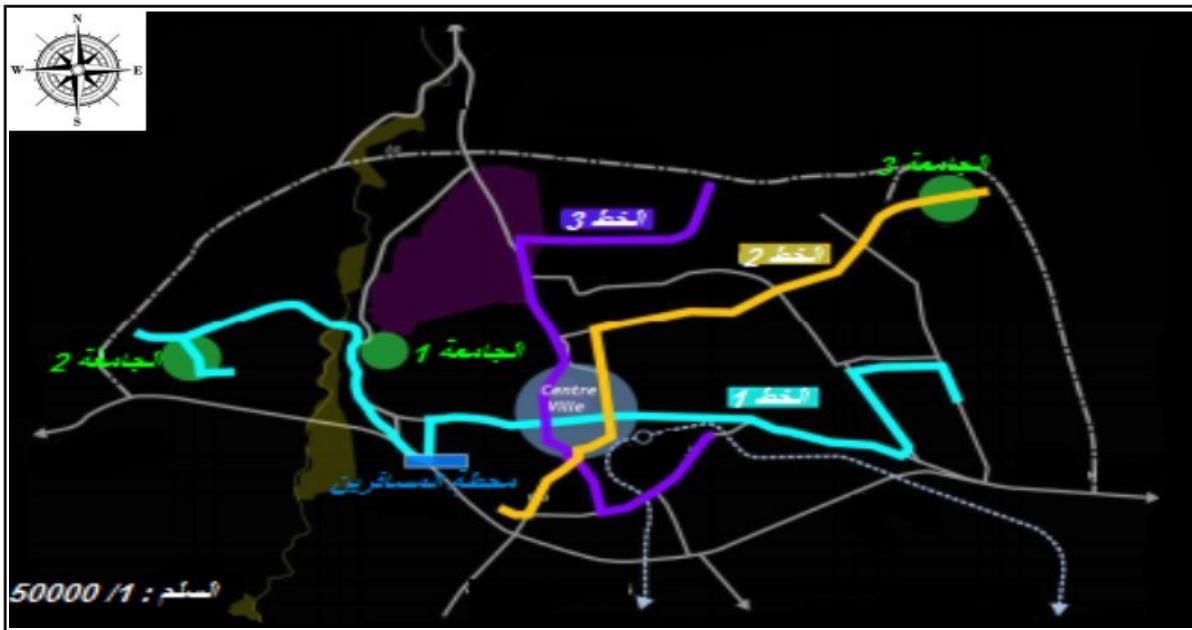 N
W E
S
الجامعة 3
الخط 3
الخط 2
الجامعة 1
الجامعة 2
Centre
Ville
الخط 1
محطة المسافرين
السلم : 1/ 50000